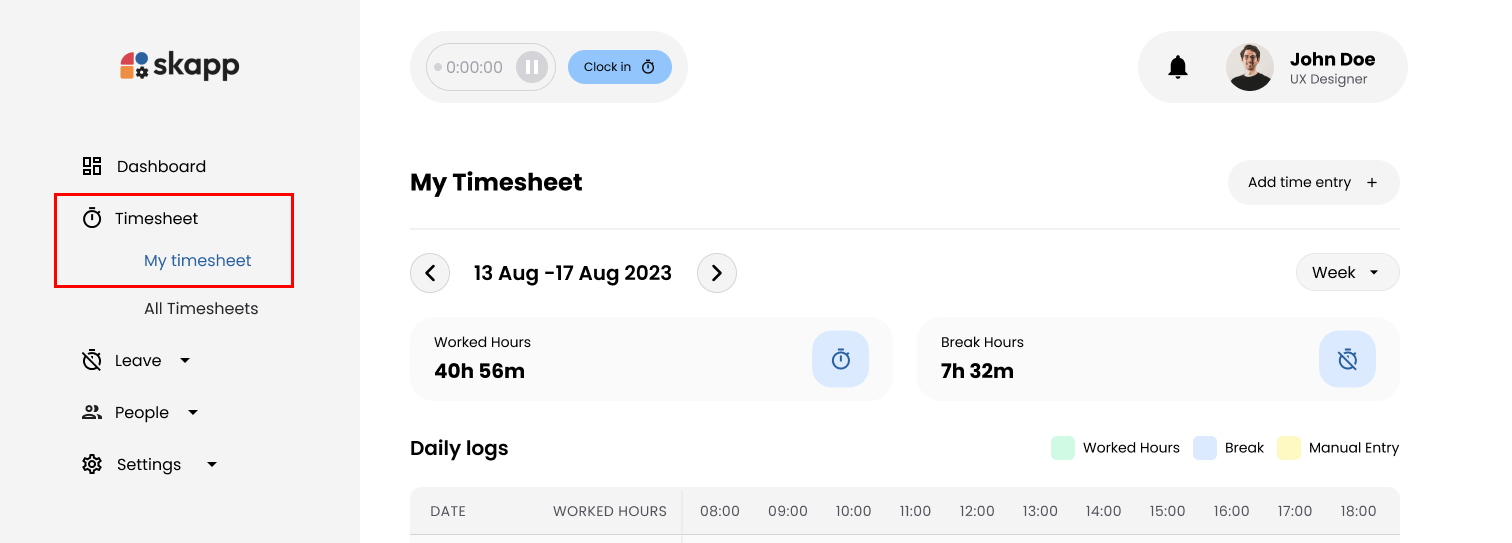 skapp
Dashboard
Timesheet
My timesheet
All Timesheets
Leave
People
Settings
0:00:00
Clock in
John Doe
UX Designer
My Timesheet
Add time entry +
13 Aug -17 Aug 2023
Week
Worked Hours
40h 56m
Break Hours
7h 32m
Daily logs
Worked Hours Break Manual Entry
DATE WORKED HOURS 08:00 09:00 10:00 11:00 12:00 13:00 14:00 15:00 16:00 17:00 18:00